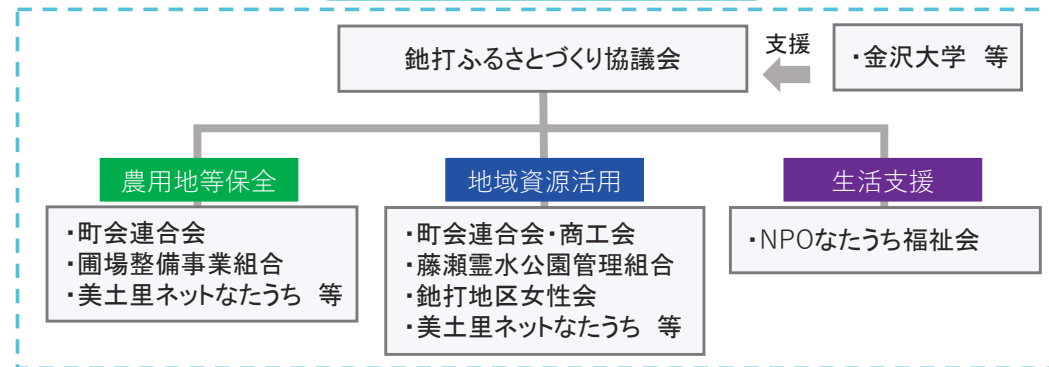 鉇打ふるさとづくり協議会
支援
・金沢大学 等
農用地等保全
・町会連合会
・圃場整備事業組合
・美土里ネットなたうち 等
地域資源活用
・町会連合会・商工会
・藤瀬霊水公園管理組合
・鉇打地区女性会
・美土里ネットなたうち 等
生活支援
・NPOなたうち福祉会